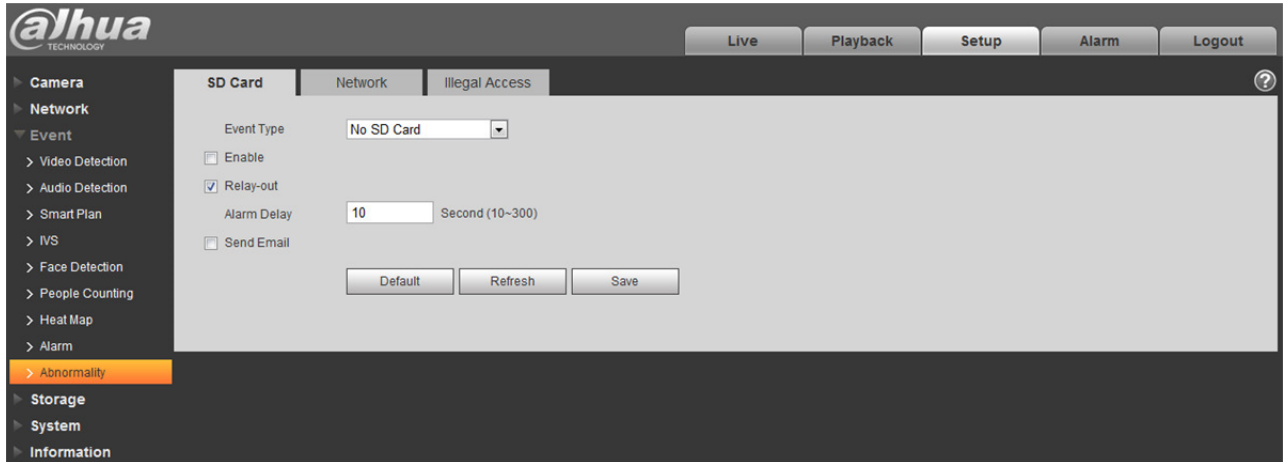 alhua
TECHNOLOGY
Live Playback Setup Alarm Logout
Camera
Network
Event
> Video Detection
> Audio Detection
> Smart Plan
> IVS
> Face Detection
> People Counting
> Heat Map
> Alarm
> Abnormality
Storage
System
Information
SD Card Network Illegal Access ?
Event Type No SD Card
Enable
Relay-out
Alarm Delay 10 Second (10~300)
Send Email
Default Refresh Save